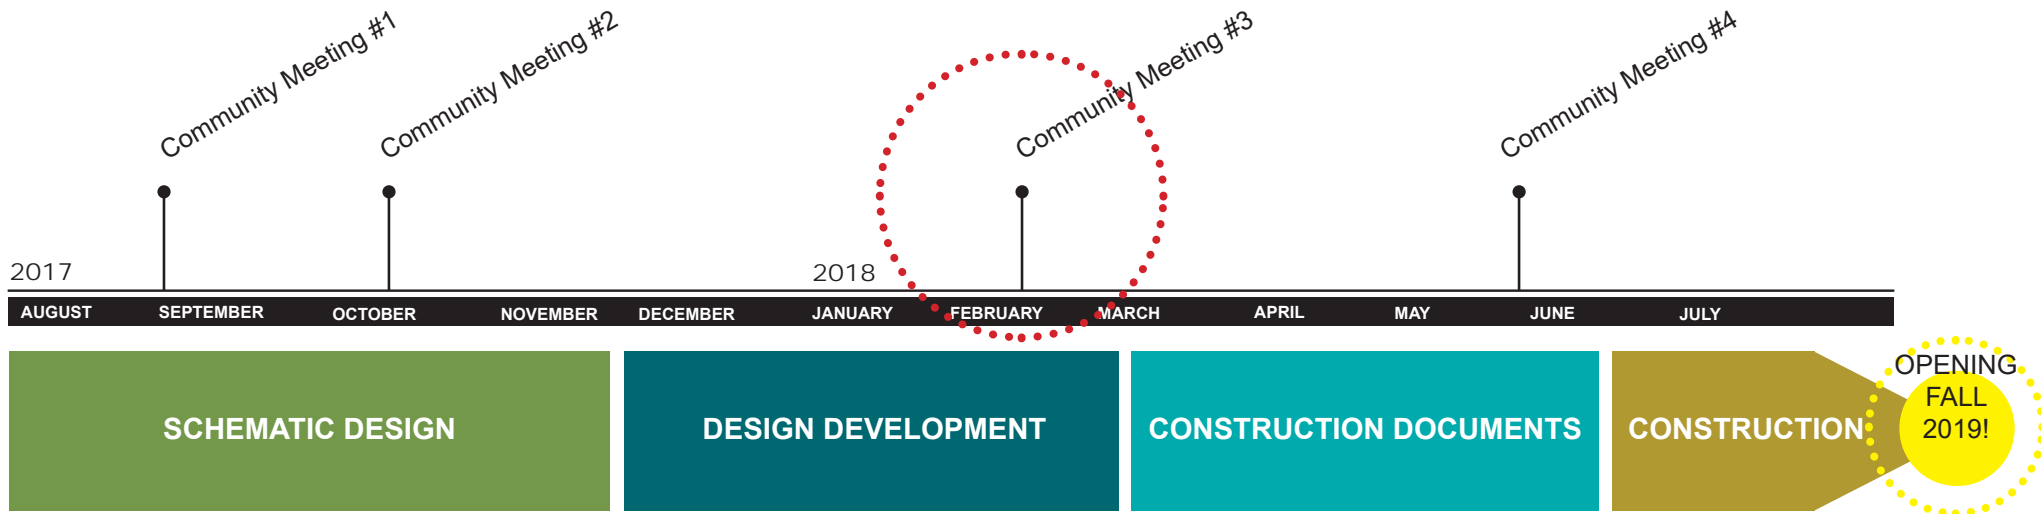 Community Meeting #1
Community Meeting #2
Community Meeting #3
Community Meeting #4
2017
2018
AUGUST
SEPTEMBER
OCTOBER
NOVEMBER
DECEMBER
JANUARY
FEBRUARY
MARCH
APRIL
MAY
JUNE
JULY
SCHEMATIC DESIGN
DESIGN DEVELOPMENT
CONSTRUCTION DOCUMENTS
CONSTRUCTION
OPENING
FALL
2019!